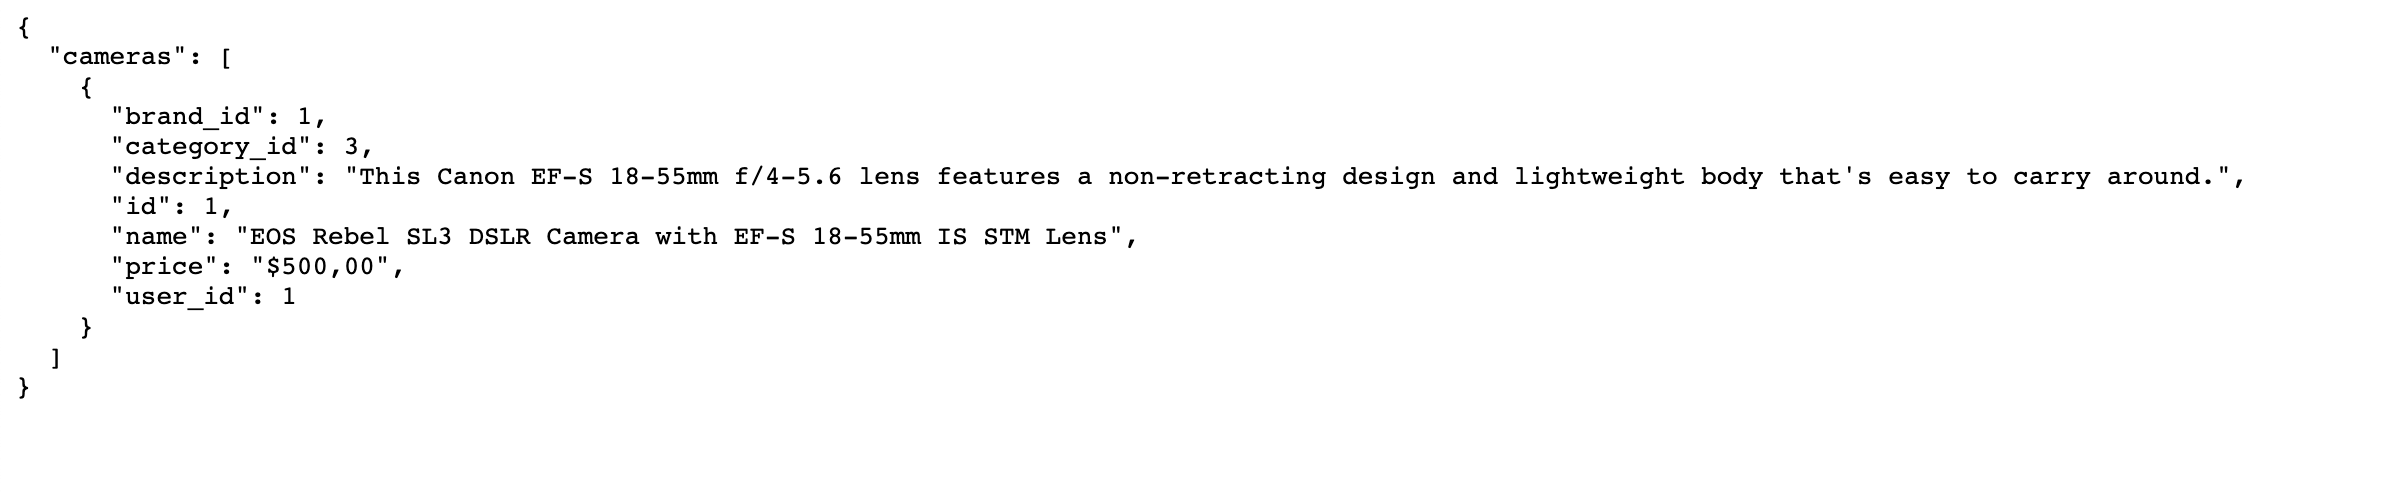 {
  "cameras": [
    {
      "brand_id": 1,
      "category_id": 3,
      "description": "This Canon EF-S 18-55mm f/4-5.6 lens features a non-retracting design and lightweight body that's easy to carry around.",
      "id": 1,
      "name": "EOS Rebel SL3 DSLR Camera with EF-S 18-55mm IS STM Lens",
      "price": "$500,00",
      "user_id": 1
    }
  ]
}